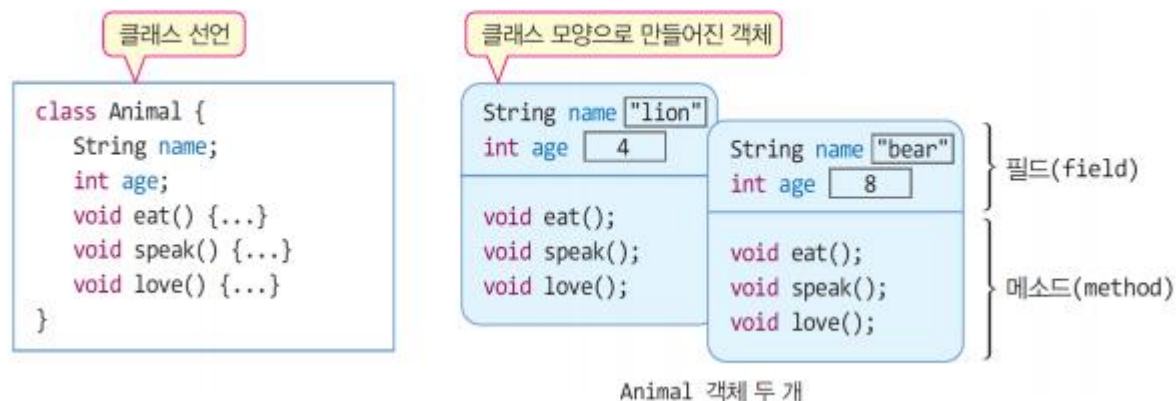 클래스 선언
class Animal {
String name;
int age;
void eat() {...}
void speak() {...}
void love() {...}
}
클래스 모양으로 만들어진 객체
String name "lion"
int age 4
void eat();
void speak();
void love();
String name "bear"
int age 8
void eat();
void speak();
void love();
필드(field)
메소드(method)
Animal 객체 두 개